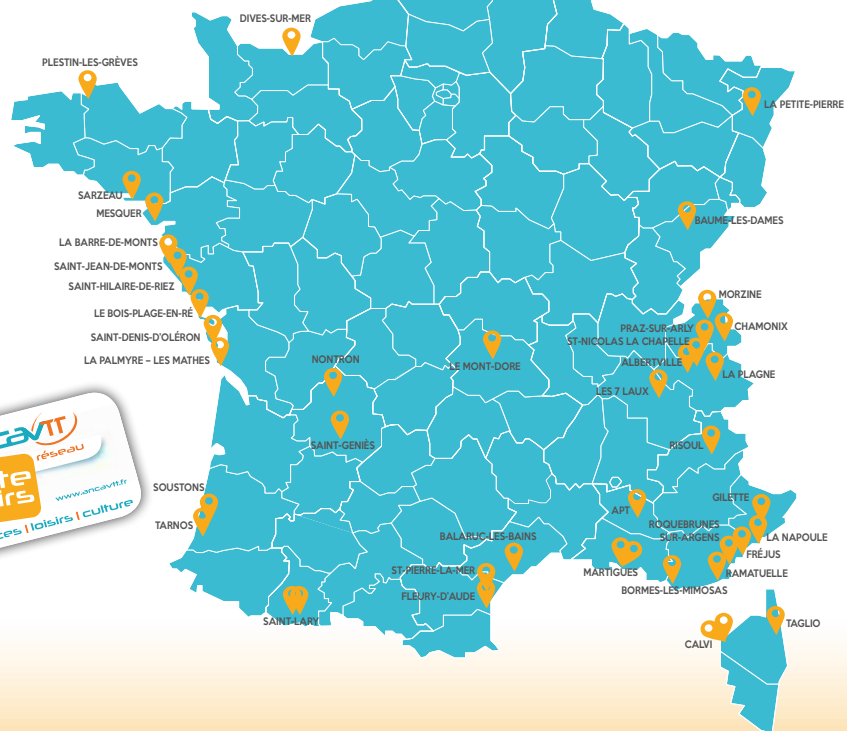 DIVES-SUR-MER
PLESTIN-LES-GRÈVES
LA PETITE-PIERRE
SARZEAU
MESQUER
BAUME-LES-DAMES
LA BARRE-DE-MONTS
SAINT-JEAN-DE-MONTS
SAINT-HILAIRE-DE-RIEZ
MORZINE
LE BOIS-PLAGE-EN-RÉ
PRAZ-SUR-ARLY
CHAMONIX
SAINT-DENIS-D'OLÉRON
ST-NICOLAS LA CHAPELLE
LA PALMYRE – LES MATHES
NONTRON
LE MONT-DORE
ALBERTVILLE
LA PLAGNE
LES 7 LAUX
SAINT-GENIÈS
RISOUL
réseau
www.ancavtt.fr
loisirs | culture
SOUSTONS
TARNOS
GILETTE
APT
ROQUEBRUNES
SUR-ARGENS
LA NAPOULE
BALARUC-LES-BAINS
FRÉJUS
ST-PIERRE-LA-MER
MARTIGUES
RAMATUELLE
FLEURY-D'AUDE
BORMES-LES-MIMOSAS
SAINT-LARY
TAGLIO
CALVI